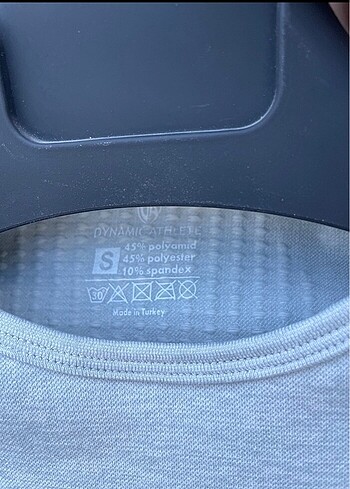 DYNAMIC ATHLETE
45% polyamid
S 45% polyester
10% spandex
30
Made in Turkey